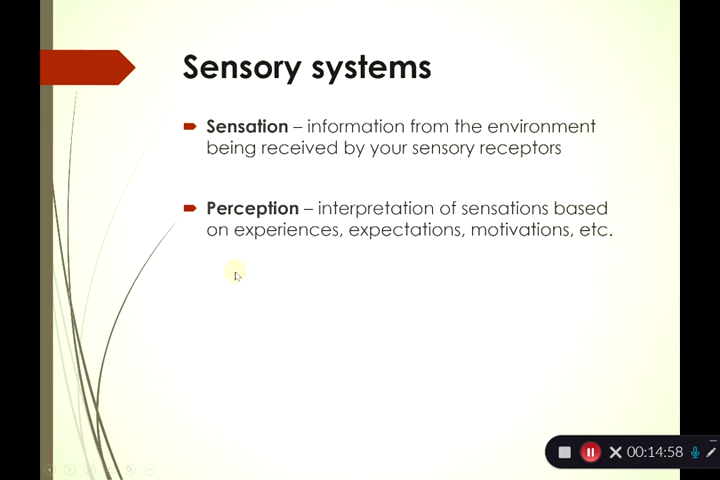 Sensory systems
Sensation – information from the environment
being received by your sensory receptors
Perception – interpretation of sensations based
on experiences, expectations, motivations, etc.
00:14:58